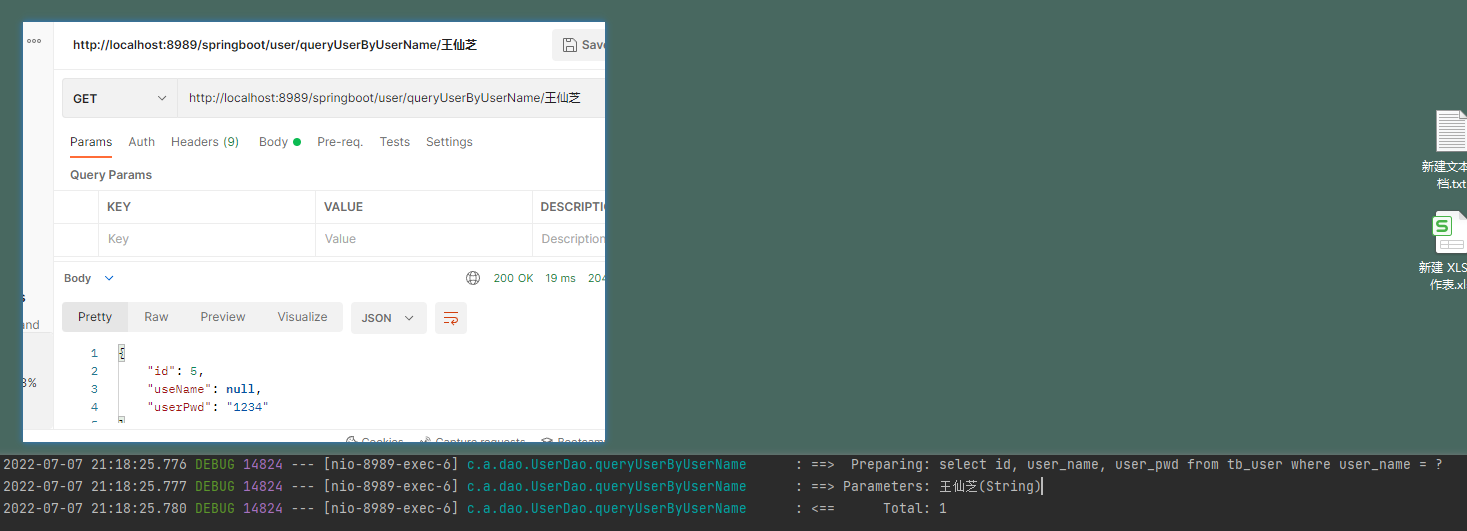 http://localhost:8989/springboot/user/queryUserByUserName/王仙芝
Save
GET
http://localhost:8989/springboot/user/queryUserByUserName/王仙芝
Params Auth Headers (9) Body Pre-req. Tests Settings
Query Params
KEY VALUE DESCRIPTI
Key Value Description
Body 200 OK 19 ms 204
Pretty Raw Preview Visualize JSON
and
3%
1 {
2 "id": 5,
3 "useName": null,
4 "userPwd": "1234"
Cookies Capture requests Bootcam
新建文本
档.txt
新建 XLS
作表.xl
2022-07-07 21:18:25.776 DEBUG 14824 --- [nio-8989-exec-6] c.a.dao.UserDao.queryUserByUserName : ==> Preparing: select id, user_name, user_pwd from tb_user where user_name = ?
2022-07-07 21:18:25.777 DEBUG 14824 --- [nio-8989-exec-6] c.a.dao.UserDao.queryUserByUserName : ==> Parameters: 王仙芝(String)
2022-07-07 21:18:25.780 DEBUG 14824 --- [nio-8989-exec-6] c.a.dao.UserDao.queryUserByUserName : <== Total: 1